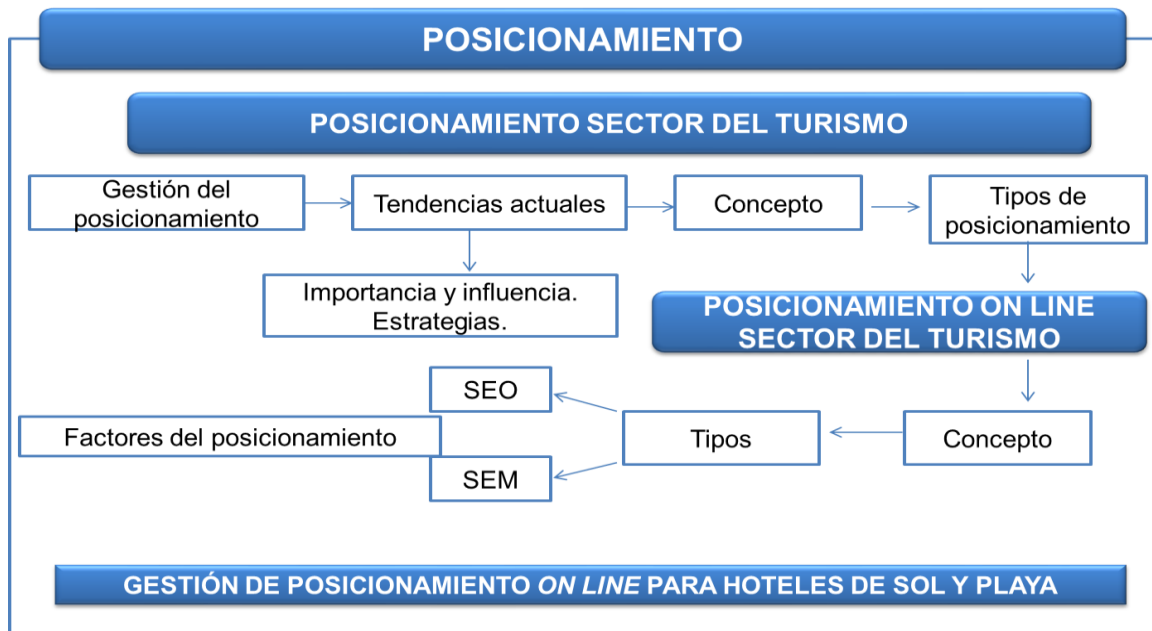 POSICIONAMIENTO
POSICIONAMIENTO SECTOR DEL TURISMO
Gestión del
posicionamiento
Tendencias actuales
Concepto
Tipos de
posicionamiento
Importancia y influencia.
Estrategias.
POSICIONAMIENTO ON LINE
SECTOR DEL TURISMO
SEO
Factores del posicionamiento
SEM
Tipos
Concepto
GESTIÓN DE POSICIONAMIENTO ON LINE PARA HOTELES DE SOL Y PLAYA